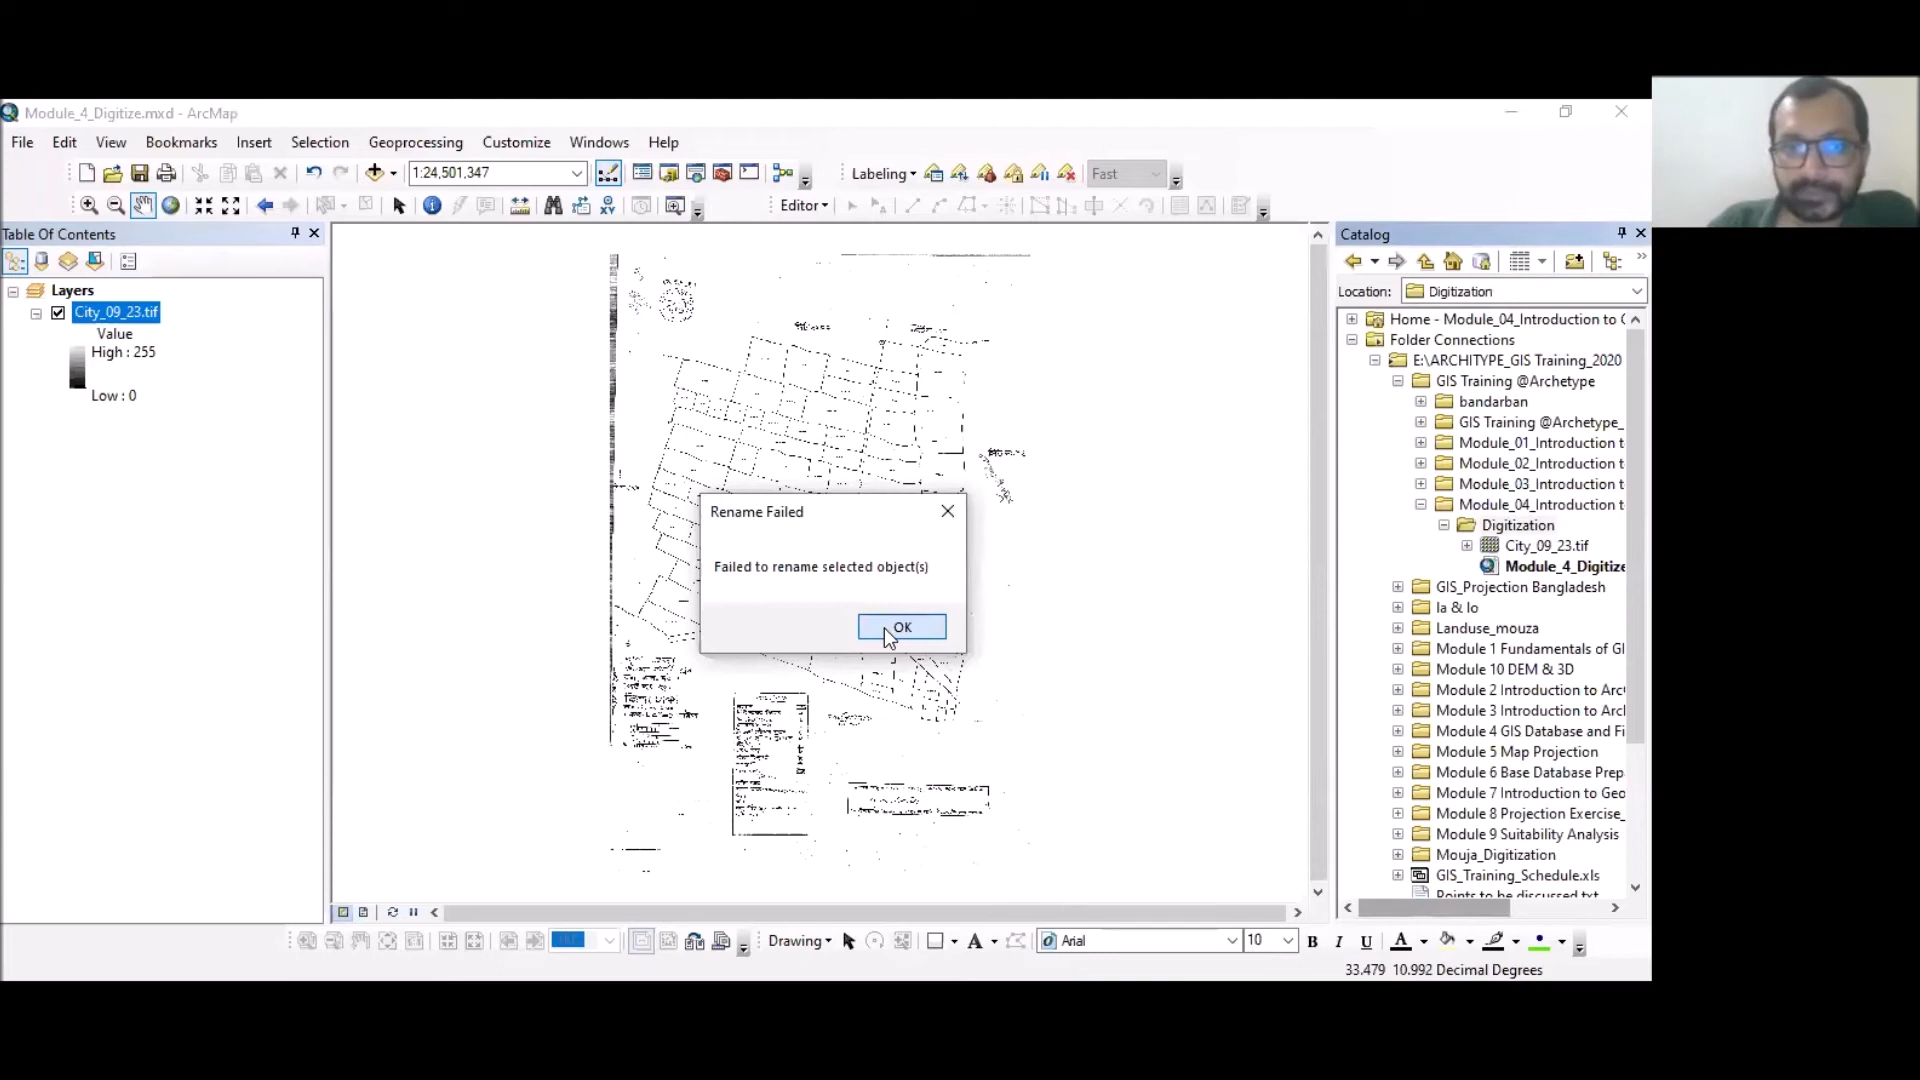 Module_4_Digitize.mxd - ArcMap
File Edit View Bookmarks Insert Selection Geoprocessing Customize Windows Help
1:24,501,347
Labeling
Fast
Editor
Table Of Contents
Layers
City_09_23.tif
Value
High : 255
Low : 0
Rename Failed
Failed to rename selected object(s)
OK
Catalog
Location:
Digitization
Home - Module_04_Introduction to
Folder Connections
E:\ARCHITYPE_GIS Training_2020
GIS Training @Archetype
bandarban
GIS Training @Archetype_
Module_01_Introduction t
Module_02_Introduction t
Module_03_Introduction t
Module_04_Introduction t
Digitization
City_09_23.tif
Module_4_Digitize
GIS_Projection Bangladesh
la & lo
Landuse_mouza
Module 1 Fundamentals of GI
Module 10 DEM & 3D
Module 2 Introduction to Arc
Module 3 Introduction to Arc
Module 4 GIS Database and Fi
Module 5 Map Projection
Module 6 Base Database Prep
Module 7 Introduction to Geo
Module 8 Projection Exercise_
Module 9 Suitability Analysis
Mouja_Digitization
GIS_Training_Schedule.xls
Points to be discussed.txt
Drawing
A
Arial
10
B I U A
33.479 10.992 Decimal Degrees